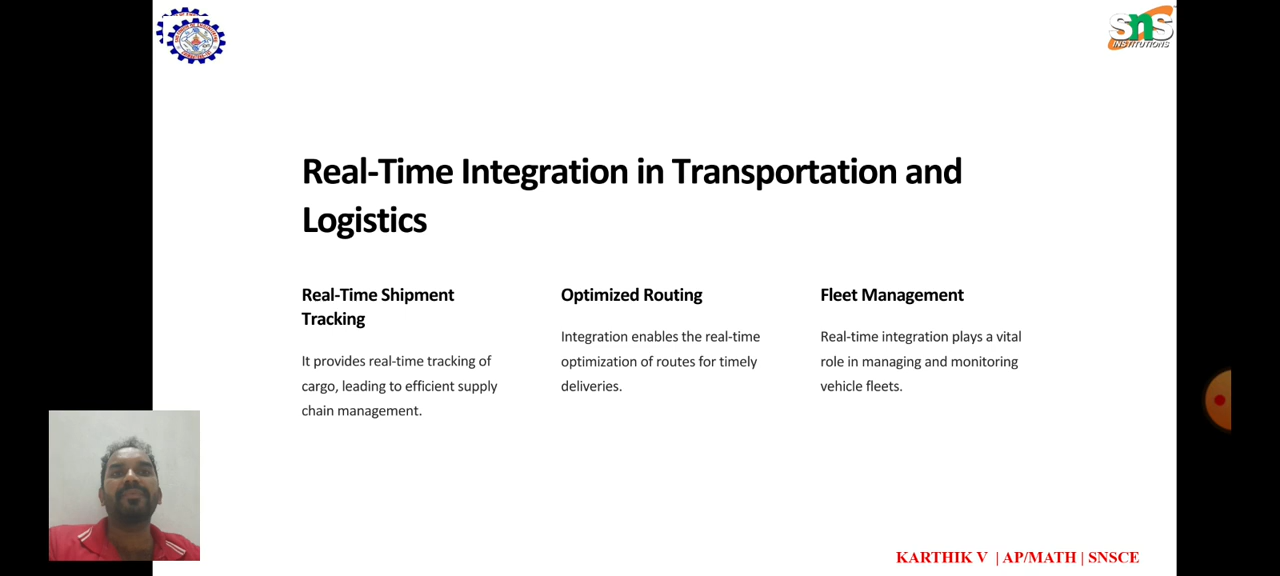 SNS
INSTITUTIONS
Real-Time Integration in Transportation and
Logistics
Real-Time Shipment
Tracking
It provides real-time tracking of
cargo, leading to efficient supply
chain management.
Optimized Routing
Integration enables the real-time
optimization of routes for timely
deliveries.
Fleet Management
Real-time integration plays a vital
role in managing and monitoring
vehicle fleets.
KARTHIK V | AP/MATH | SNSCE